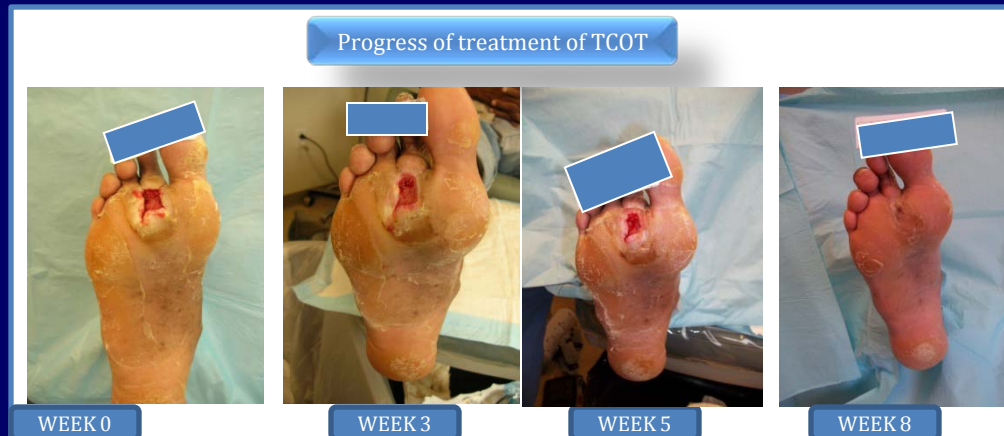 Progress of treatment of TCOT
WEEK 0
WEEK 3
WEEK 5
WEEK 8